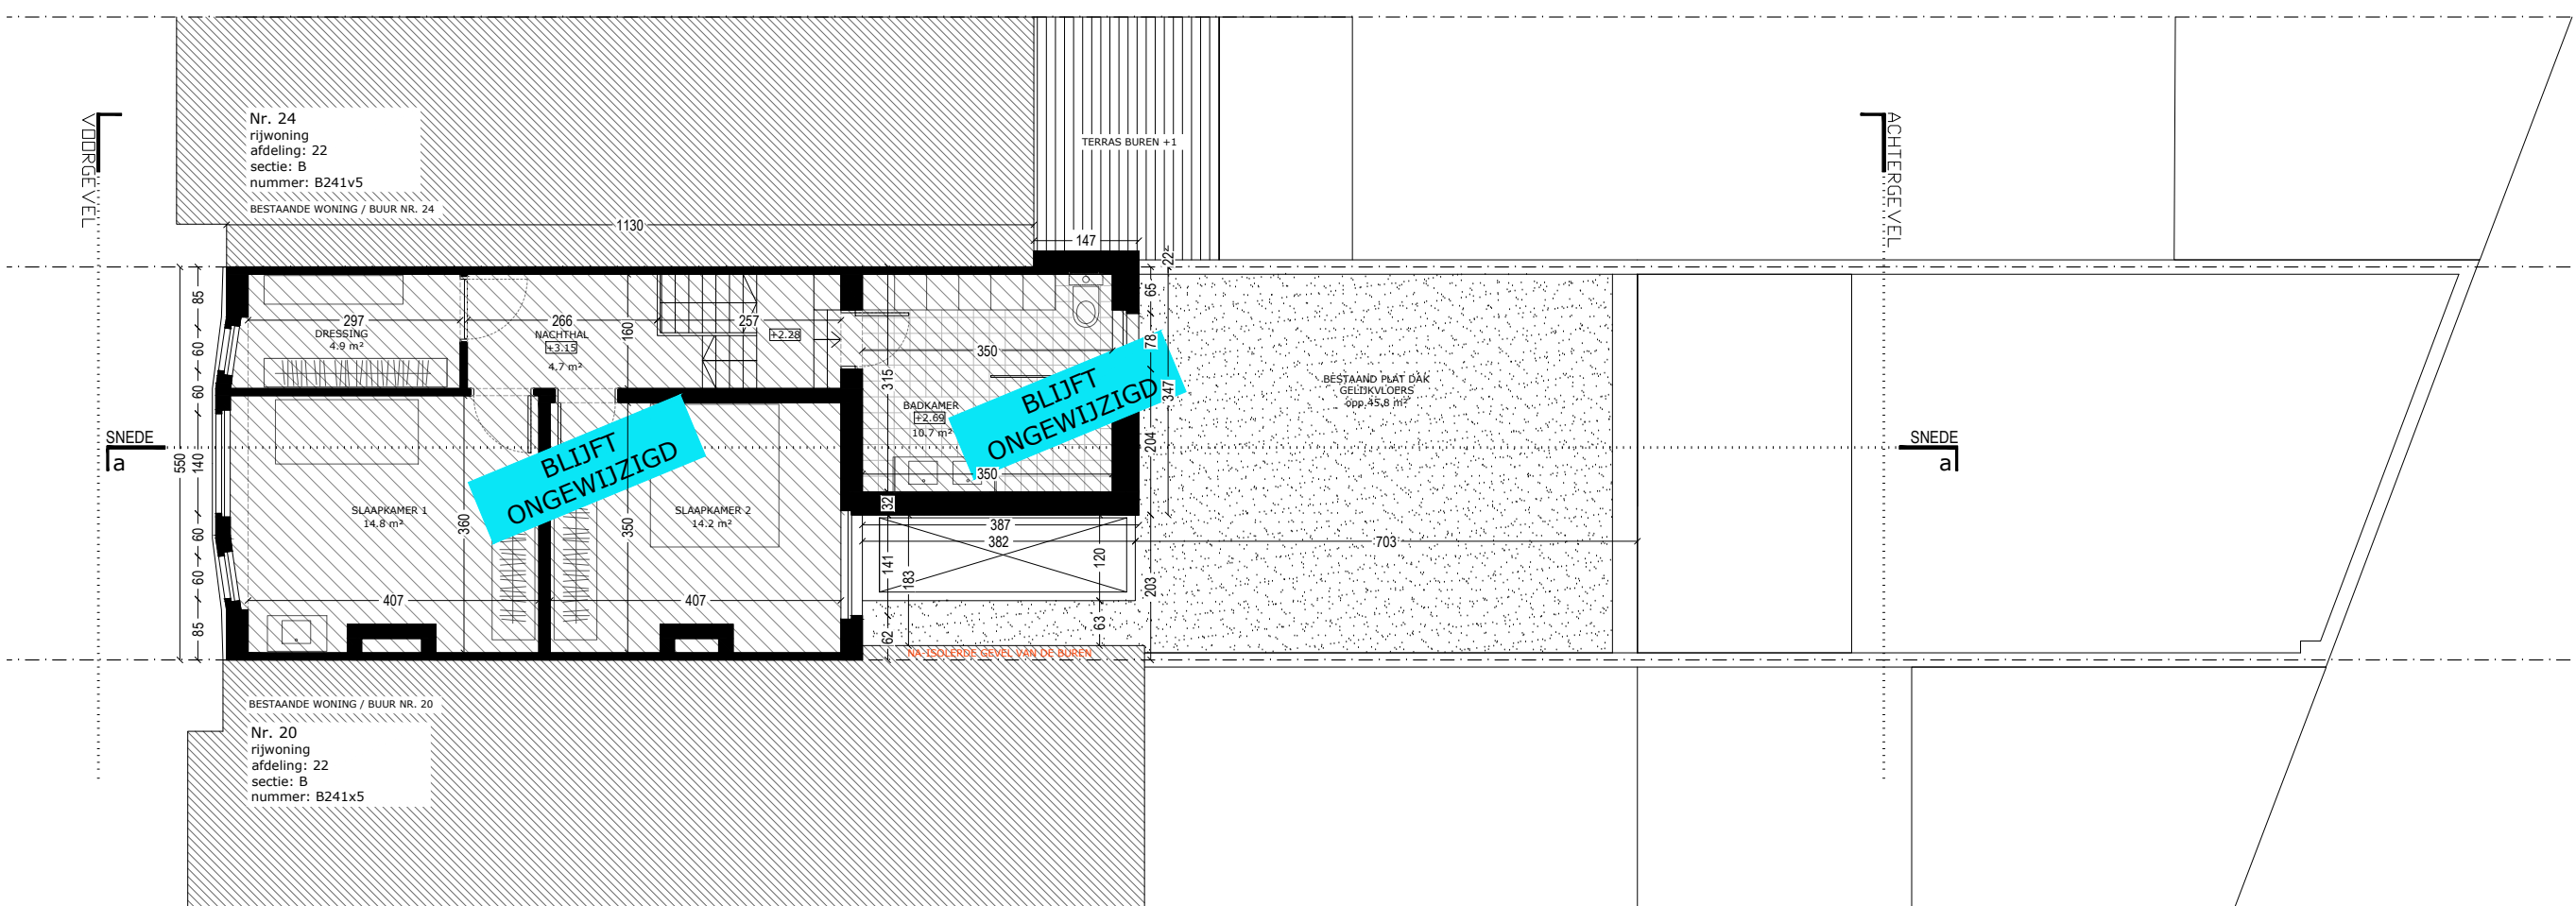 VOORGEVEL
Nr. 24
rijwoning
afdeling: 22
sectie: B
nummer: B241v5
BESTAANDE WONING / BUUR NR. 24
1130
TERRAS BUREN +1
147
22
ACHTERGEVEL
550
85
60
60
140
60
60
85
297
DRESSING
4.9 m²
266
NACHTHAL
+3.15
4.7 m²
160
257
+2.28
315
350
BADKAMER
+2.69
10.7 m²
350
BLIJFT
ONGEWIJZIGD
65
78
347
204
BESTAAND PLAT DAK
GELIJKVLOERS
opp.45.8 m²
SNEDE
a
SNEDE
a
BLIJFT
ONGEWIJZIGD
SLAAPKAMER 1
14.8 m²
360
407
SLAAPKAMER 2
14.2 m²
350
407
32
387
382
703
141
183
120
203
62
63
NA-ISOLERDE GEVEL VAN DE BUREN
BESTAANDE WONING / BUUR NR. 20
Nr. 20
rijwoning
afdeling: 22
sectie: B
nummer: B241x5